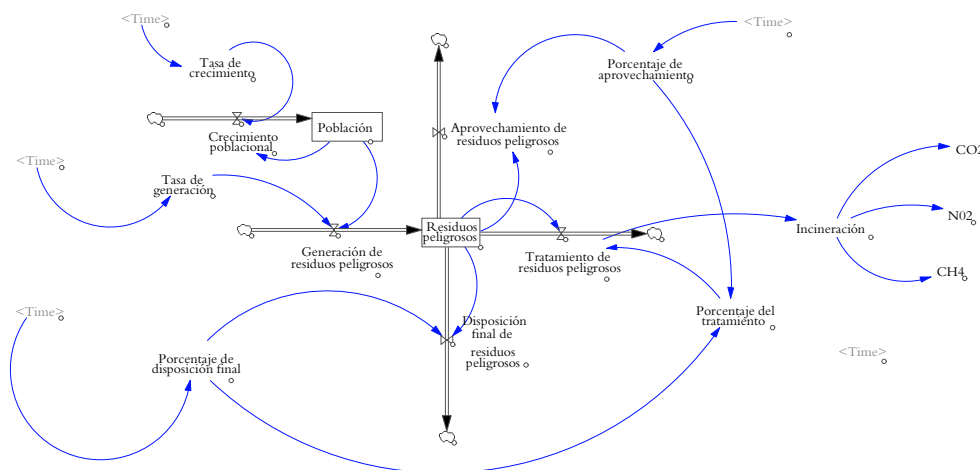 <Time>
<Time>
Tasa de
crecimiento
Porcentaje de
aprovechamiento
Población
Crecimiento
poblacional
Aprovechamiento de
residuos peligrosos
CO2
<Time>
Tasa de
generación
N02
Residuos
peligrosos
Incineración
Generación de
residuos peligrosos
Tratamiento de
residuos peligrosos
CH4
<Time>
Porcentaje del
tratamiento
Disposición
final de
residuos
peligrosos
<Time>
Porcentaje de
disposición final